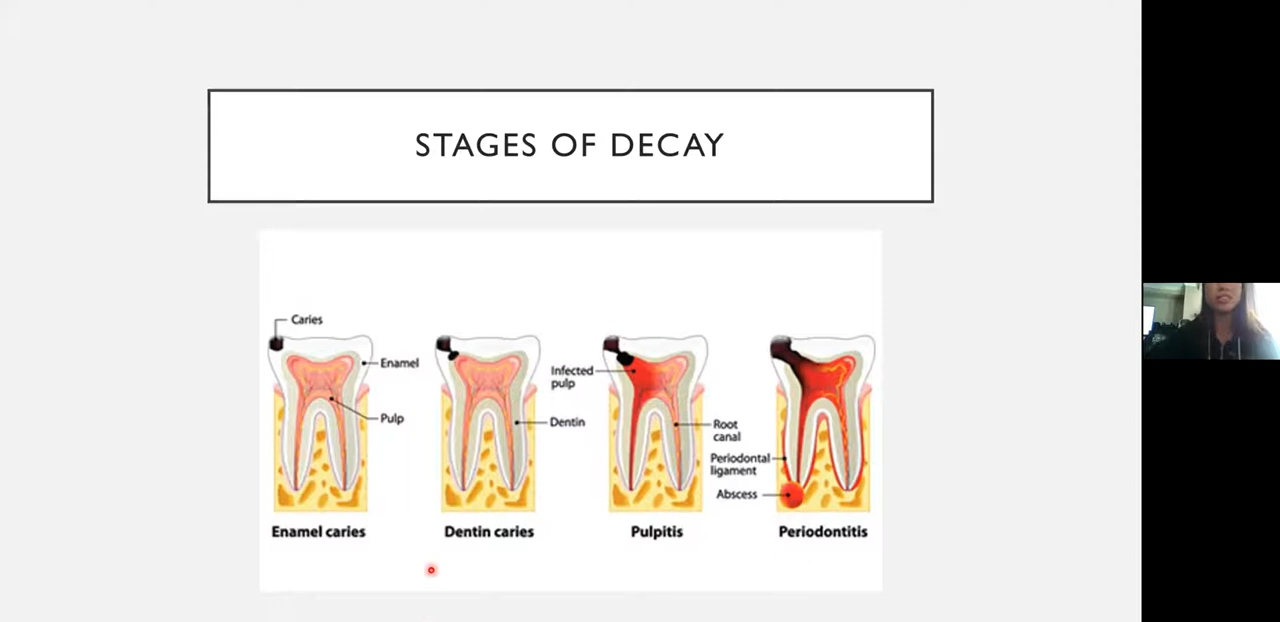 STAGES OF DECAY
Caries
Enamel
Pulp
Enamel caries
Dentin
Dentin caries
Infected
pulp
Root
canal
Pulpitis
Periodontal
ligament
Abscess
Periodontitis